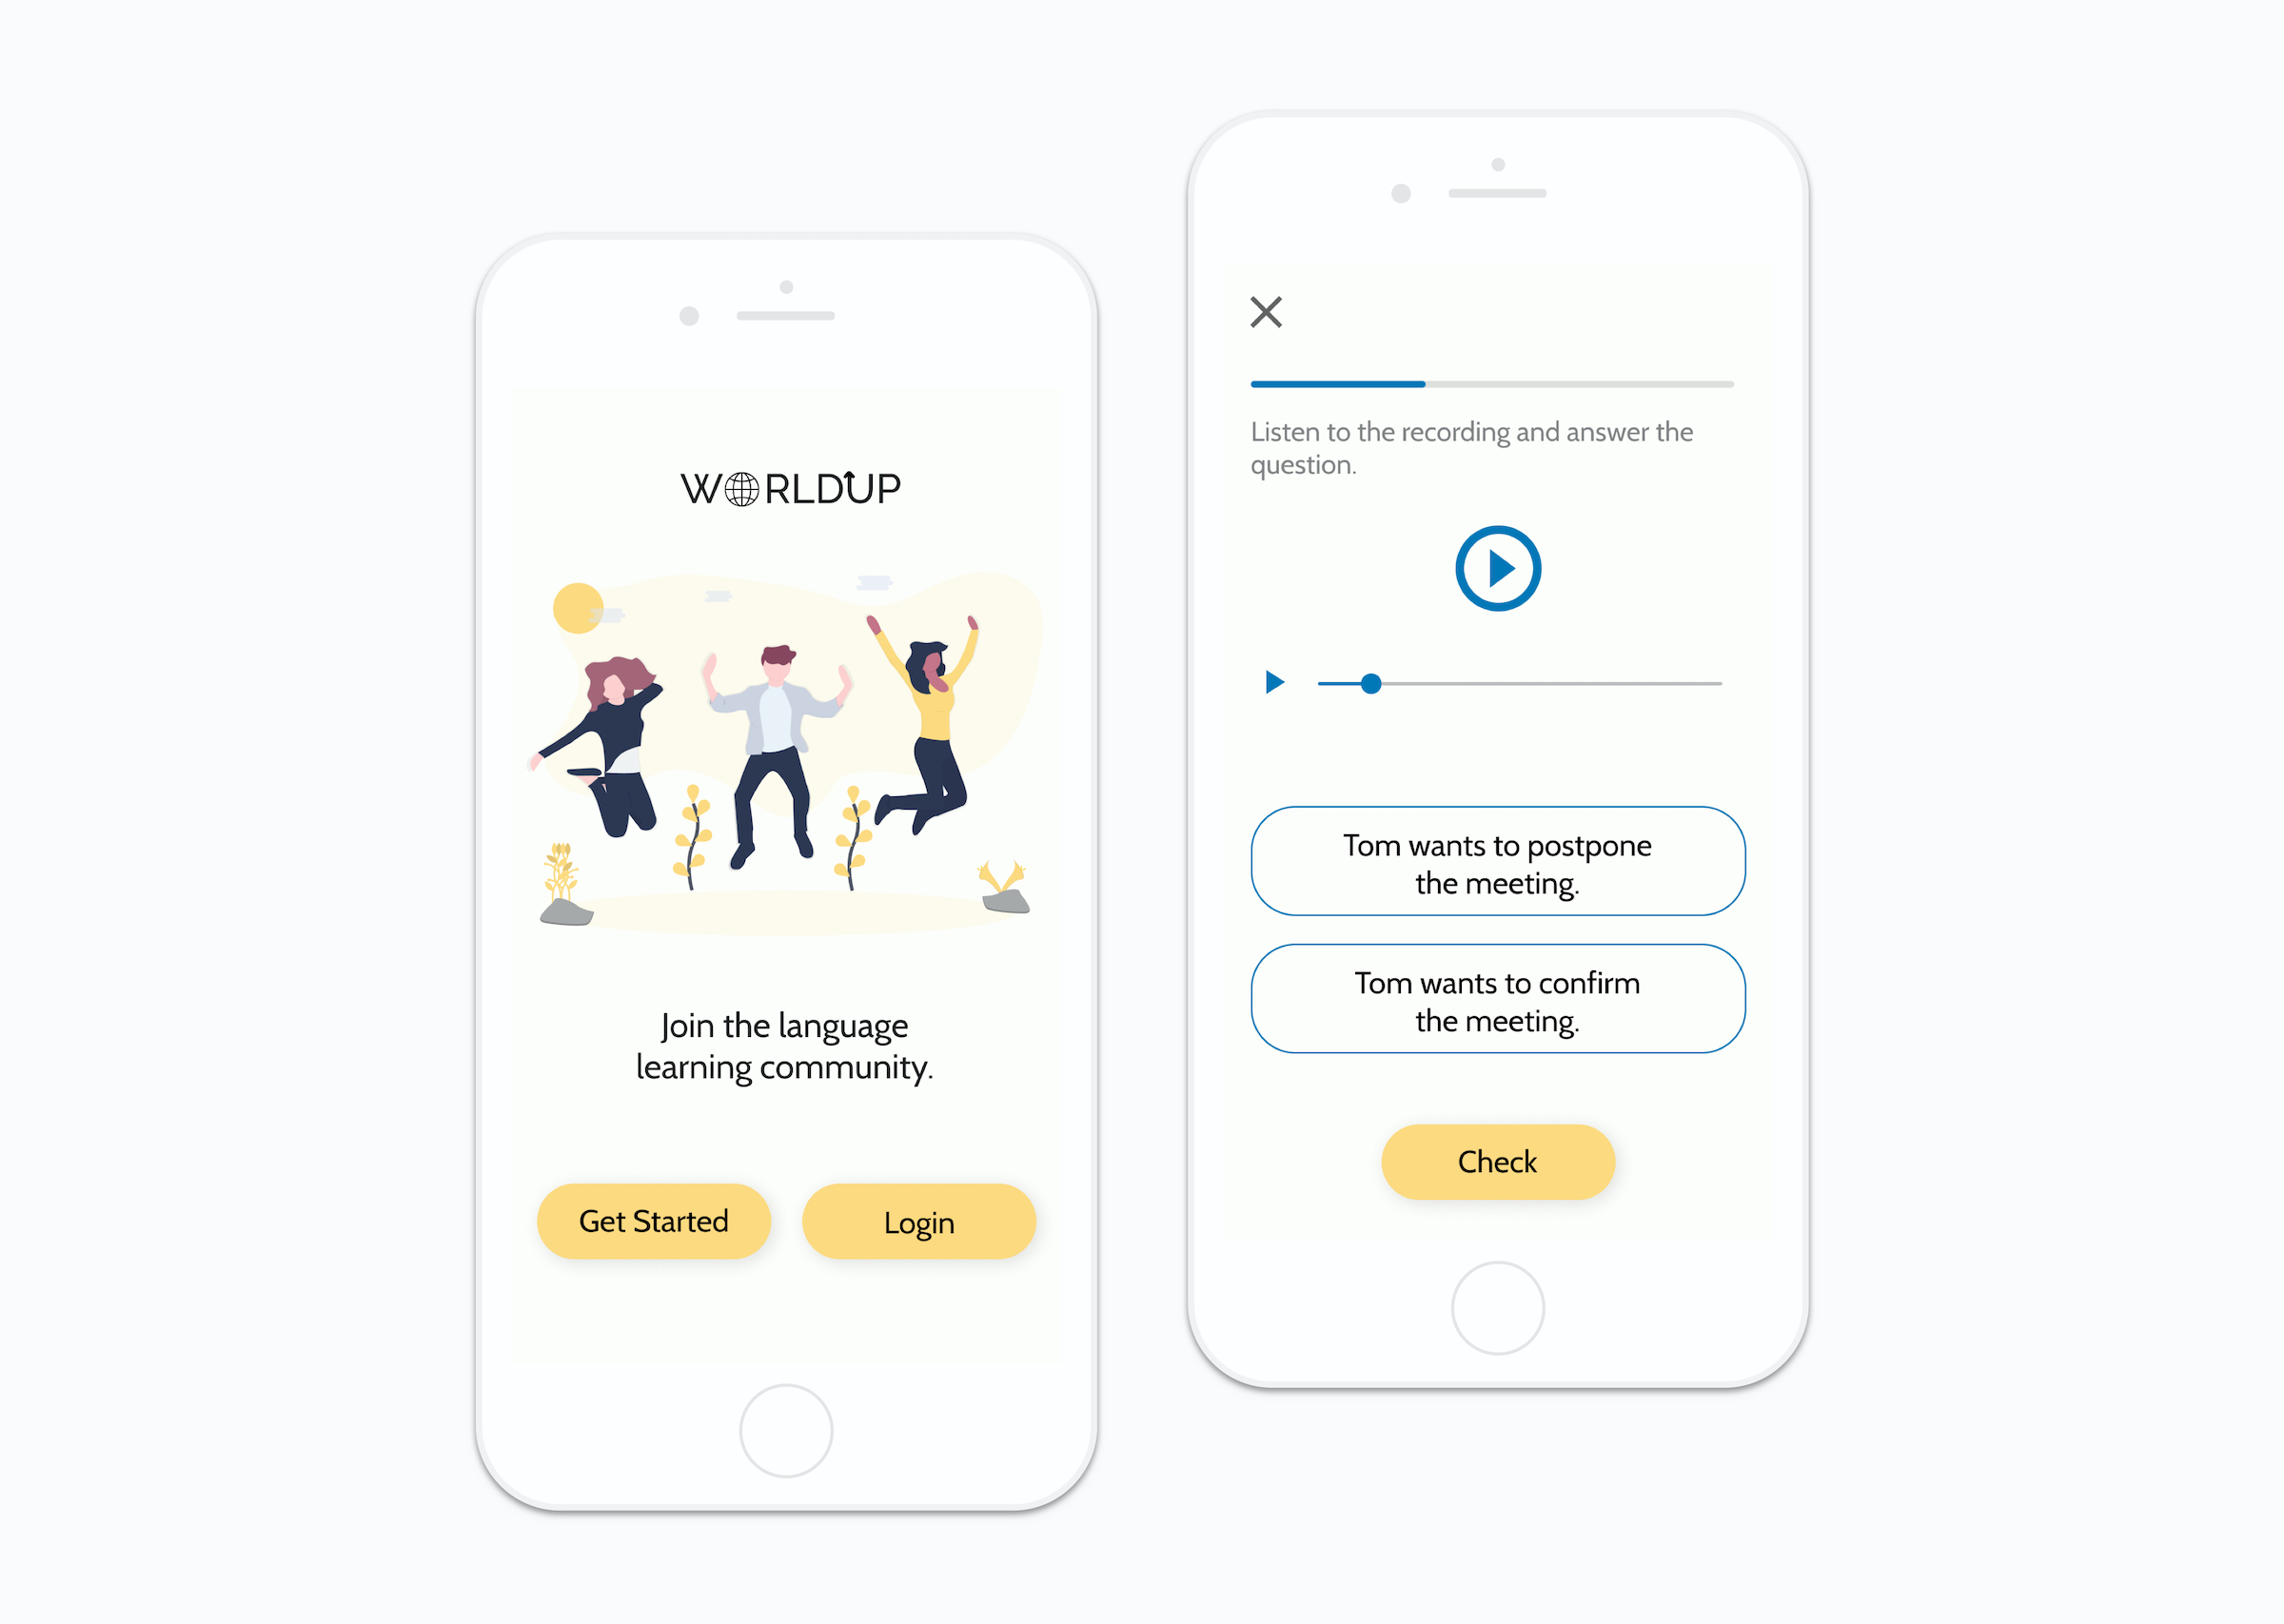 WORLDUP
Join the language
learning community.
Get Started
Login
Listen to the recording and answer the
question.
Tom wants to postpone
the meeting.
Tom wants to confirm
the meeting.
Check